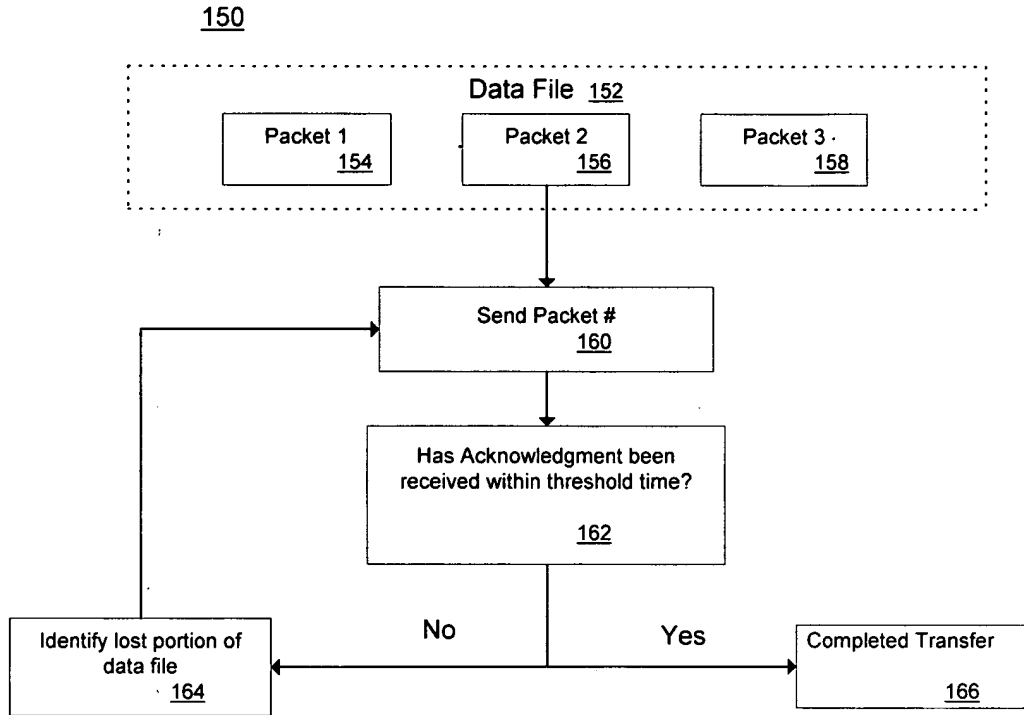 150
Data File 152
Packet 1
154
Packet 2
156
Packet 3
158
Send Packet #
160
Has Acknowledgment been
received within threshold time?
162
No
Yes
Identify lost portion of
data file
164
Completed Transfer
166